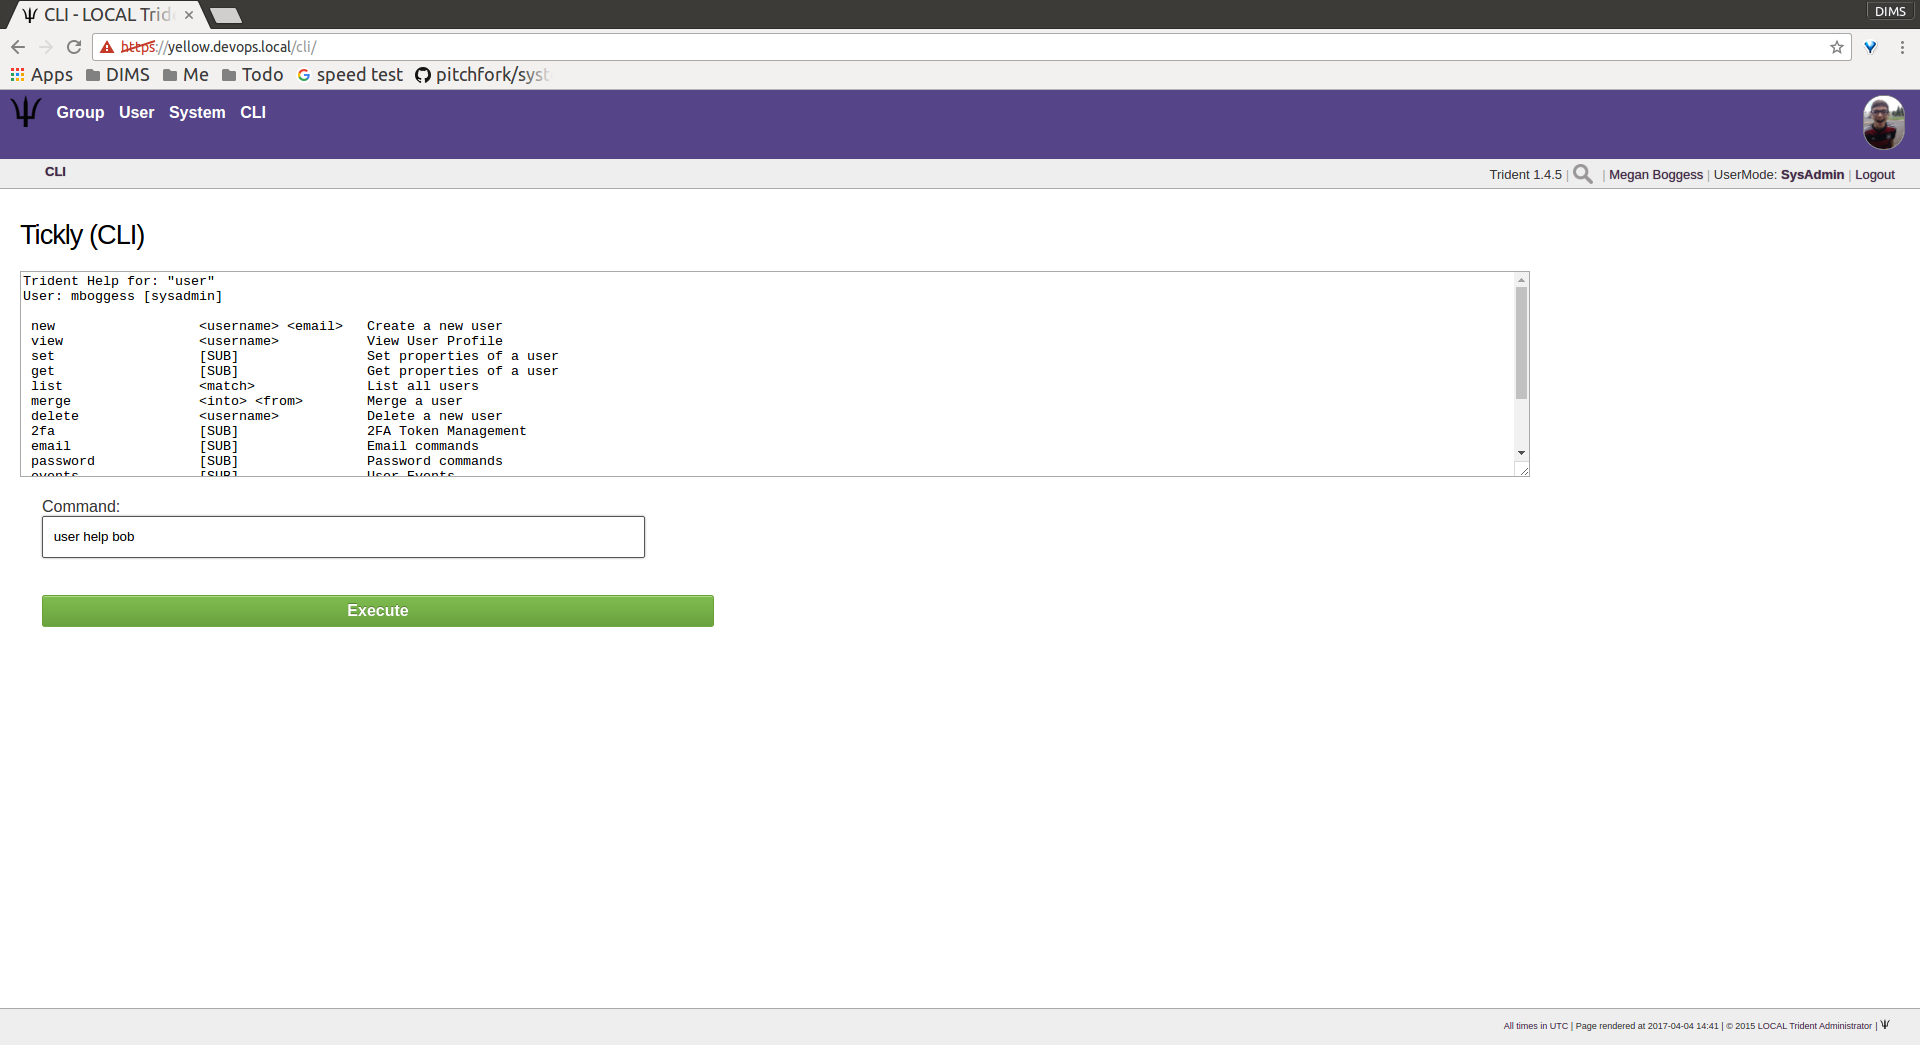 CLI - LOCAL Trid
DIMS
https://yellow.devops.local/cli/
Apps DIMS Me Todo speed test pitchfork/syst
Group User System CLI
CLI
Trident 1.4.5 | | Megan Boggess | UserMode: SysAdmin | Logout
Tickly (CLI)
Trident Help for: "user"
User: mboggess [sysadmin]
new <username> <email> Create a new user
view <username> View User Profile
set [SUB] Set properties of a user
get [SUB] Get properties of a user
list <match> List all users
merge <into> <from> Merge a user
delete <username> Delete a new user
2fa [SUB] 2FA Token Management
email [SUB] Email commands
password [SUB] Password commands
events [SUB] User Events
Command:
user help bob
Execute
All times in UTC | Page rendered at 2017-04-04 14:41 | © 2015 LOCAL Trident Administrator |